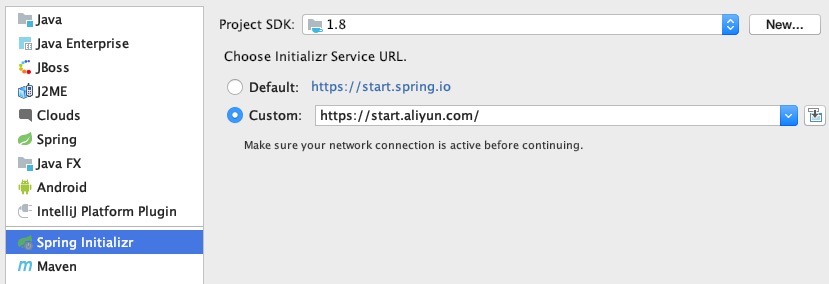 Java
Java Enterprise
JBoss
J2ME
Clouds
Spring
Java FX
Android
IntelliJ Platform Plugin
Spring Initializr
Maven
Project SDK: 1.8 New...
Choose Initializr Service URL.
Default: https://start.spring.io
Custom: https://start.aliyun.com/
Make sure your network connection is active before continuing.